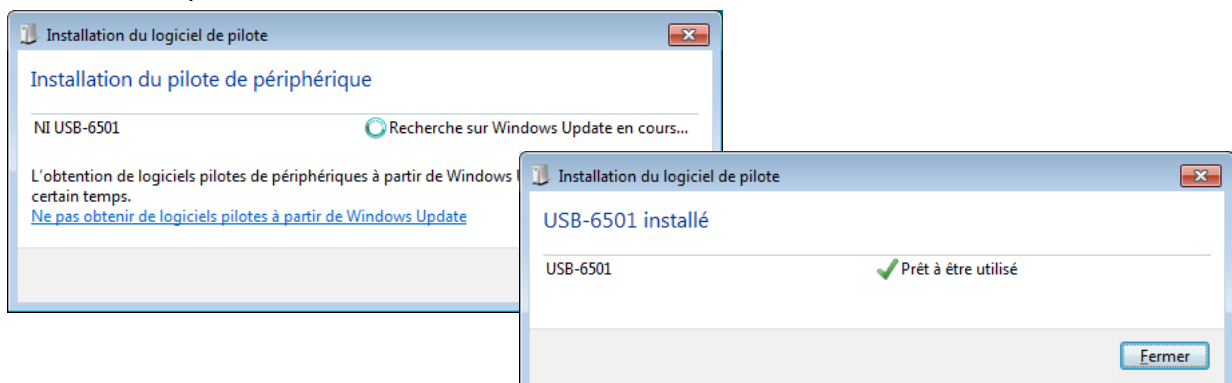 Installation du logiciel de pilote
Installation du pilote de périphérique
NI USB-6501 Recherche sur Windows Update en cours...
L'obtention de logiciels pilotes de périphériques à partir de Windows
certain temps.
Ne pas obtenir de logiciels pilotes à partir de Windows Update
Installation du logiciel de pilote
USB-6501 installé
USB-6501 Prêt à être utilisé
Fermer